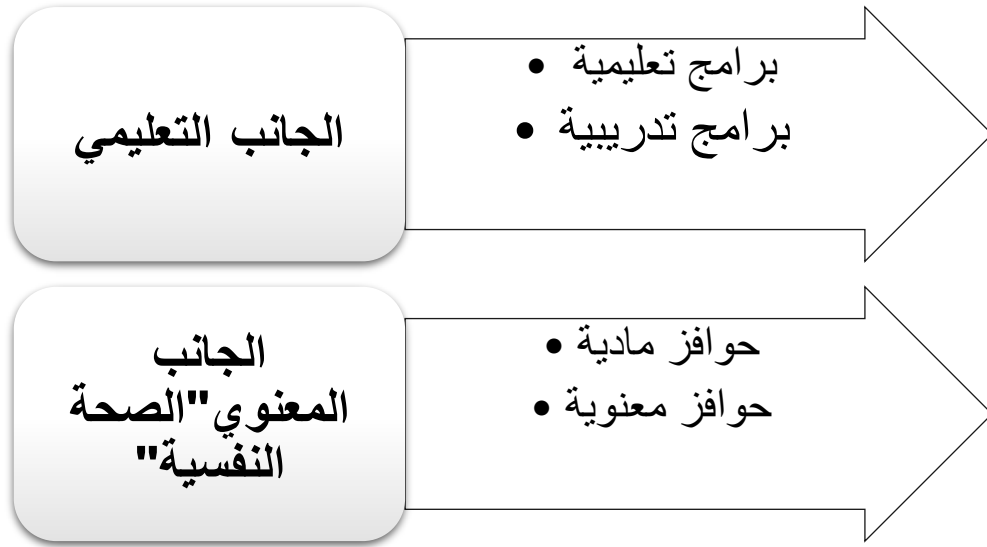 الجانب التعليمي
برامج تعليمية •
برامج تدريبية •
الجانب
المعنوي"الصحة
النفسية"
حوافز مادية •
حوافز معنوية •